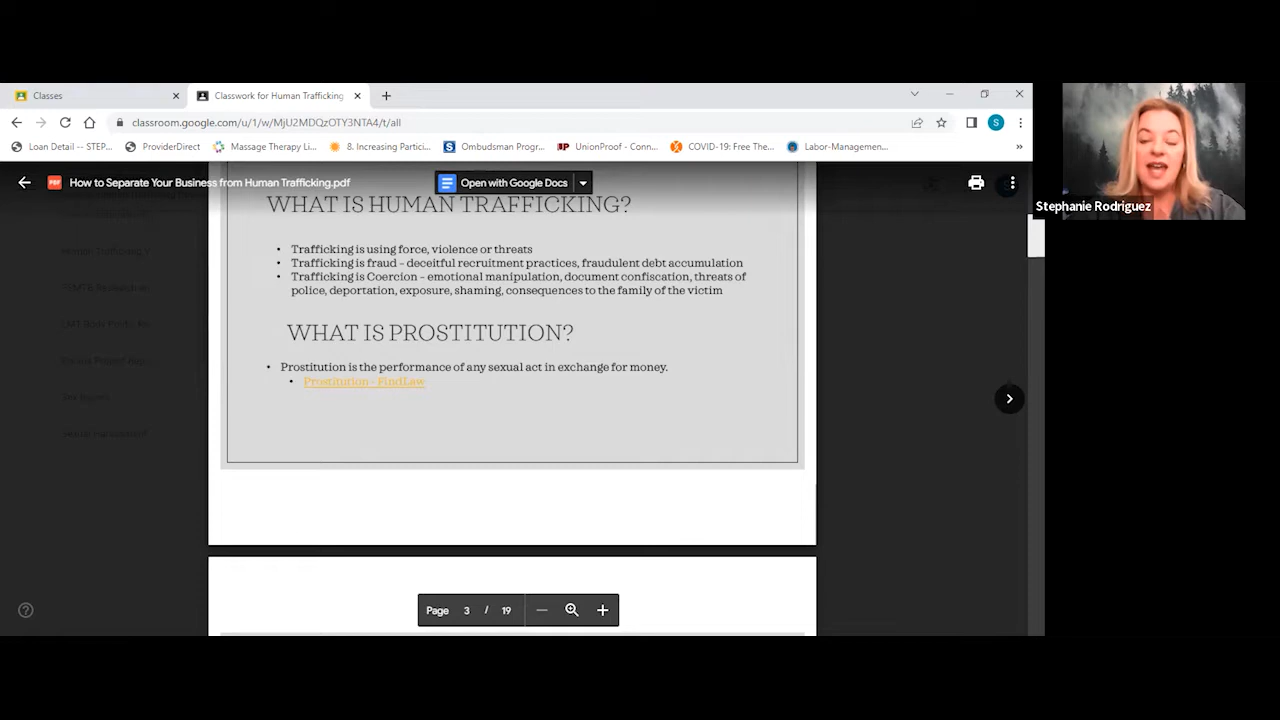 Classes
Classwork for Human Trafficking
classroom.google.com/u/1/w/MjU2MDQzOTY3NTA4/t/all
S
Loan Detail -- STEP...
ProviderDirect
Massage Therapy Li...
8. Increasing Partici...
Ombudsman Progr...
UnionProof - Conn...
COVID-19: Free The...
Labor-Managemen...
»
PDF
How to Separate Your Business from Human Trafficking.pdf
Open with Google Docs
WHAT IS HUMAN TRAFFICKING?
• Trafficking is using force, violence or threats
• Trafficking is fraud – deceitful recruitment practices, fraudulent debt accumulation
• Trafficking is Coercion – emotional manipulation, document confiscation, threats of
police, deportation, exposure, shaming, consequences to the family of the victim
WHAT IS PROSTITUTION?
• Prostitution is the performance of any sexual act in exchange for money.
• Prostitution - FindLaw
Page 3 / 19
Stephanie Rodriguez